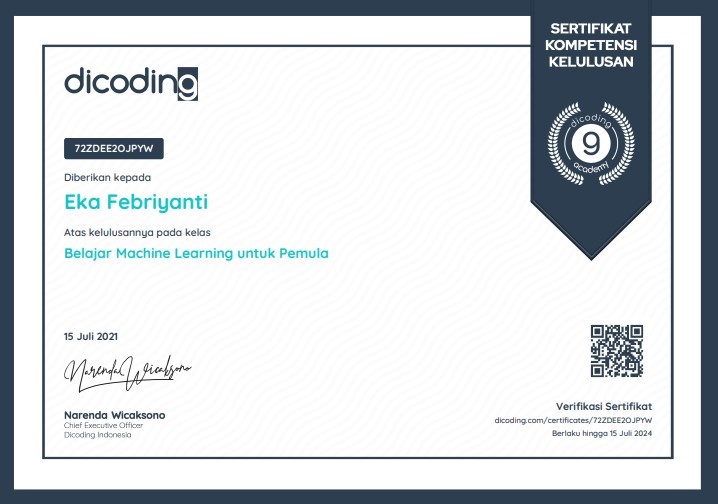 SERTIFIKAT
KOMPETENSI
KELULUSAN
dicoding
dicoding
9
academy
72ZDEE2OJPYW
Diberikan kepada
Eka Febriyanti
Atas kelulusannya pada kelas
Belajar Machine Learning untuk Pemula
15 Juli 2021
Narenda Wicaksono
Narenda Wicaksono
Chief Executive Officer
Dicoding Indonesia
Verifikasi Sertifikat
dicoding.com/certificates/72ZDEE2OJPYW
Berlaku hingga 15 Juli 2024